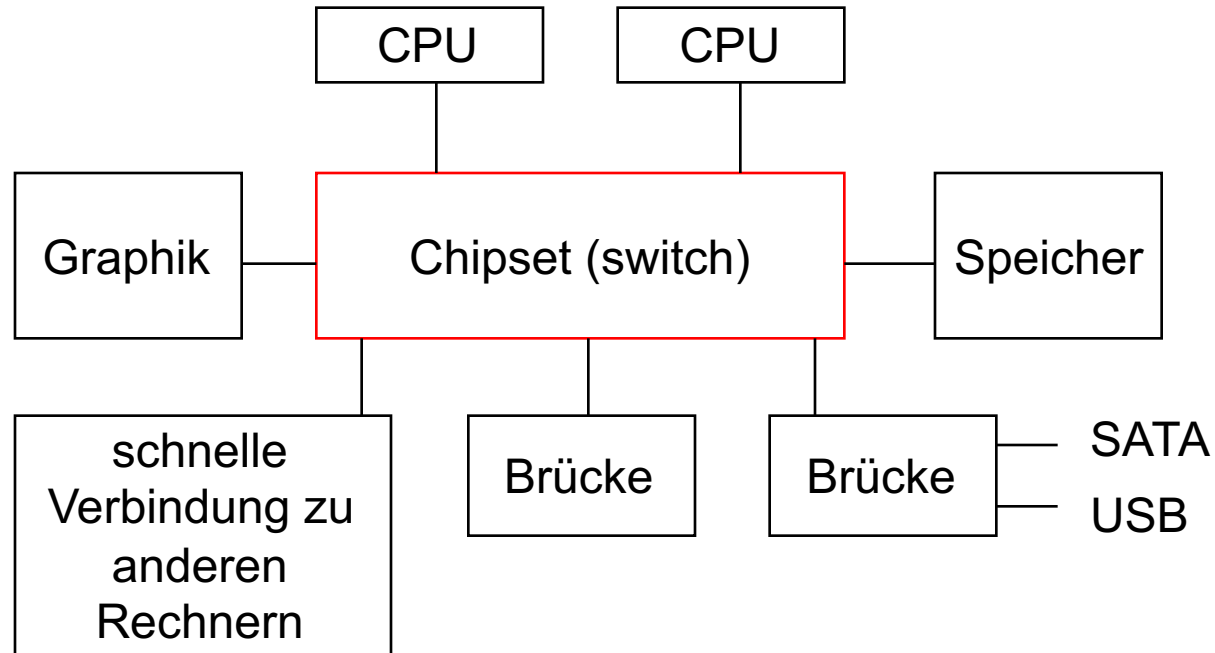 CPU
CPU
Graphik
Chipset (switch)
Speicher
schnelle
Verbindung zu
anderen
Rechnern
Brücke
Brücke
SATA
USB